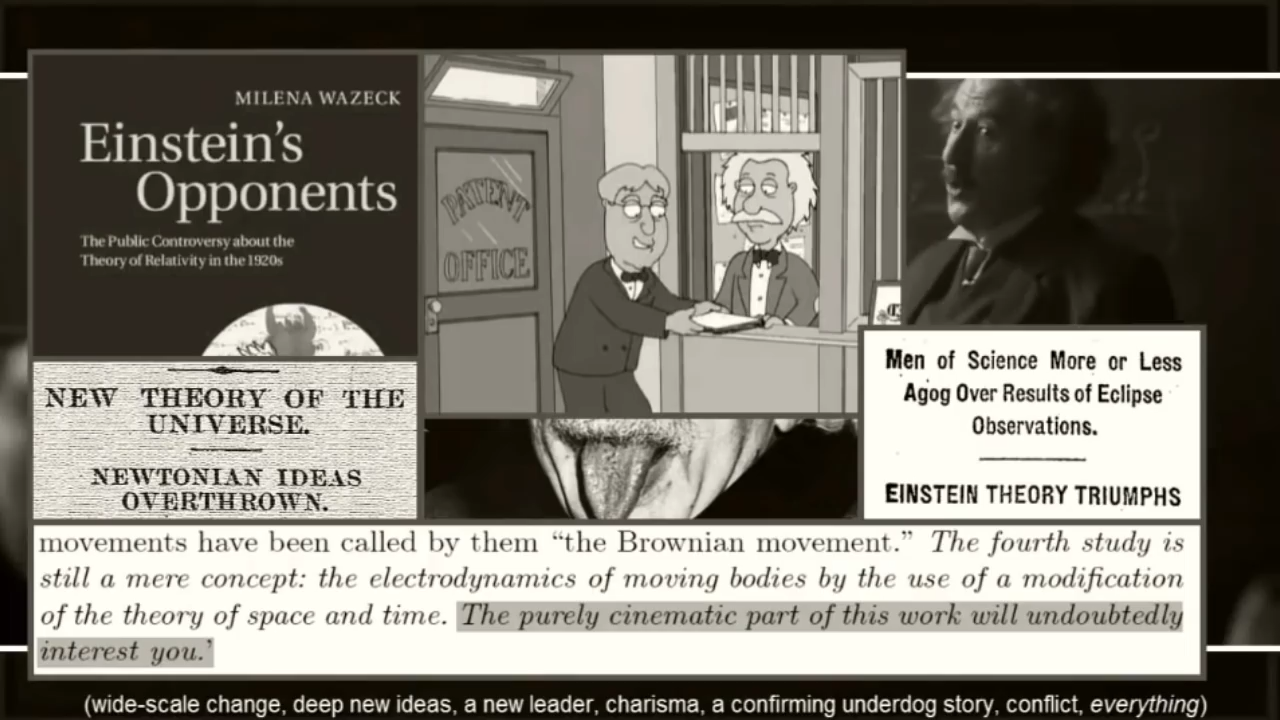 MILENA WAZECK
Einstein's
Opponents
The Public Controversy about the
Theory of Relativity in the 1920s
PATENT
OFFICE
NEW THEORY OF THE
UNIVERSE.
NEWTONIAN IDEAS
OVERTHROWN.
Men of Science More or Less
Agog Over Results of Eclipse
Observations.
EINSTEIN THEORY TRIUMPHS
movements have been called by them “the Brownian movement.” The fourth study is
still a mere concept: the electrodynamics of moving bodies by the use of a modification
of the theory of space and time. The purely cinematic part of this work will undoubtedly
interest you.’
(wide-scale change, deep new ideas, a new leader, charisma, a confirming underdog story, conflict, everything)